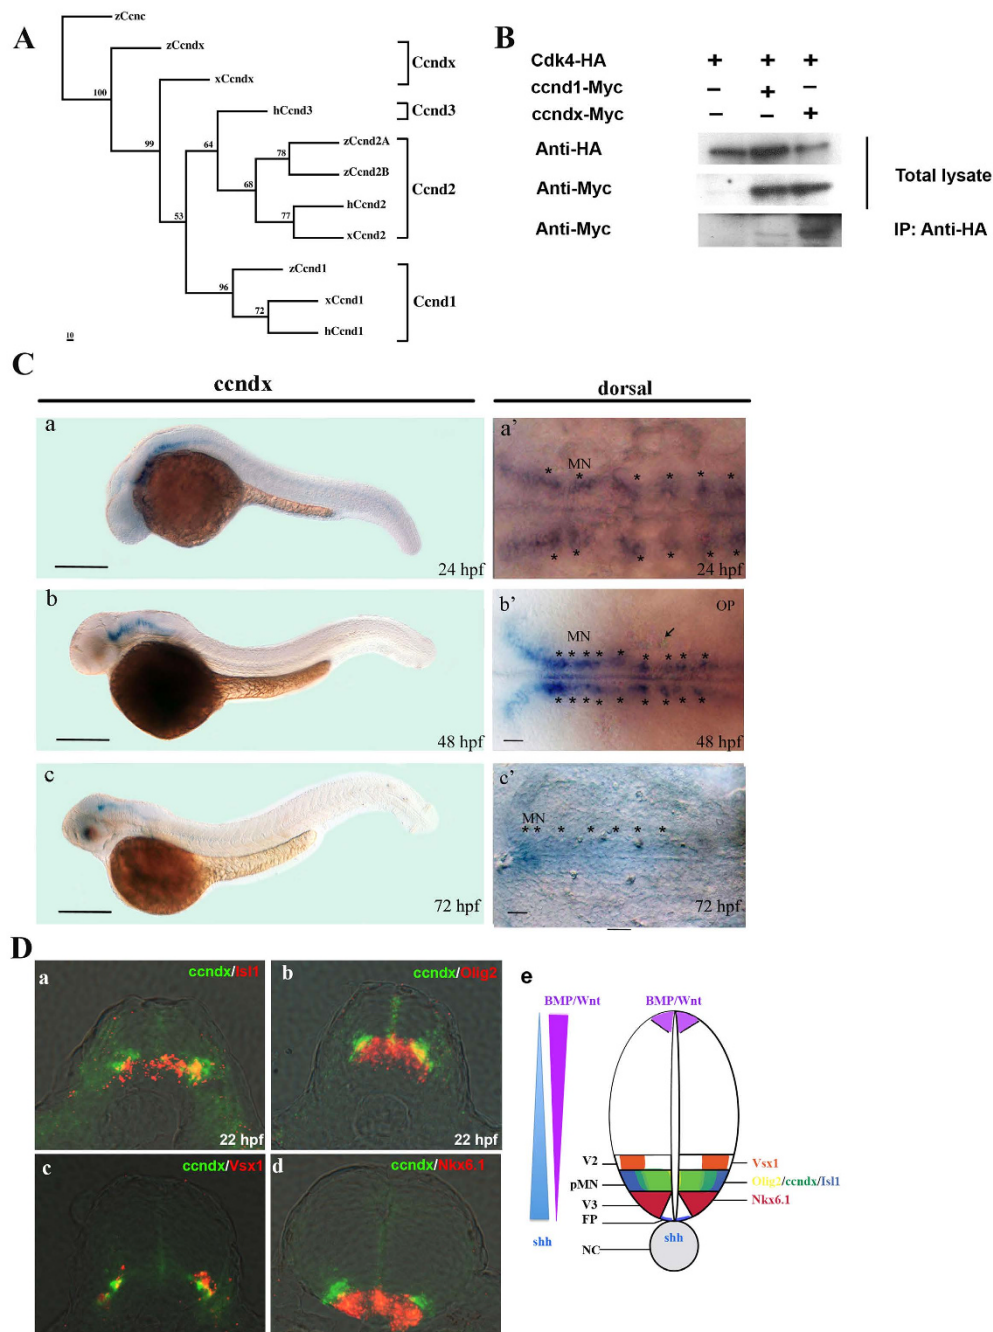 A
zCcnc
zCcndx
xCcndx
hCcnd3
zCcnd2A
zCcnd2B
hCcnd2
xCcnd2
zCcnd1
xCcnd1
hCcnd1
100
99
64
78
68
77
53
96
72
10
Ccndx
Ccnd3
Ccnd2
Ccnd1
B
Cdk4-HA + + +
ccnd1-Myc – + –
ccndx-Myc – – +
Anti-HA
Anti-Myc
Total lysate
Anti-Myc
IP: Anti-HA
C
ccndx
dorsal
a
24 hpf
a'
MN
* * * * * *
* * * * * *
24 hpf
b
48 hpf
b'
OP
MN
* * * * * * * * *
* * * * * * * * *
48 hpf
c
72 hpf
c'
MN
* * * * * * *
72 hpf
D
a
ccndx/Isl1
22 hpf
b
ccndx/Olig2
22 hpf
c
ccndx/Vsx1
d
ccndx/Nkx6.1
e
BMP/Wnt
BMP/Wnt
V2
Vsx1
pMN
Olig2/ccndx/Isl1
V3
Nkx6.1
FP
shh
shh
NC